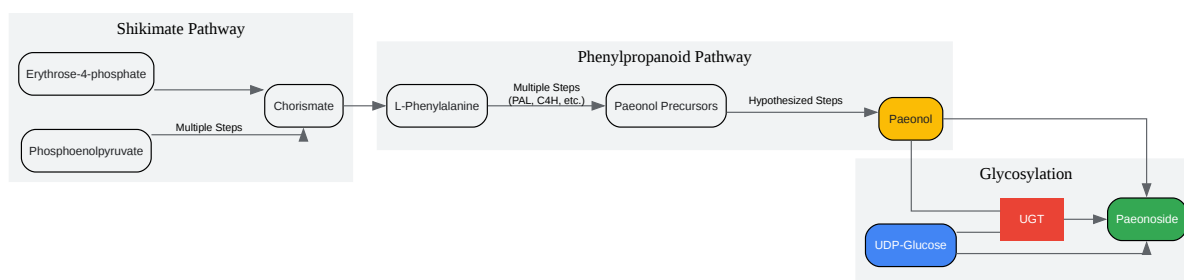 Shikimate Pathway
Erythrose-4-phosphate
Chorismate
Multiple Steps
Phosphoenolpyruvate
Phenylpropanoid Pathway
L-Phenylalanine
Multiple Steps
(PAL, C4H, etc.)
Paeonol Precursors
Hypothesized Steps
Paeonol
Glycosylation
UGT
Paeonoside
UDP-Glucose